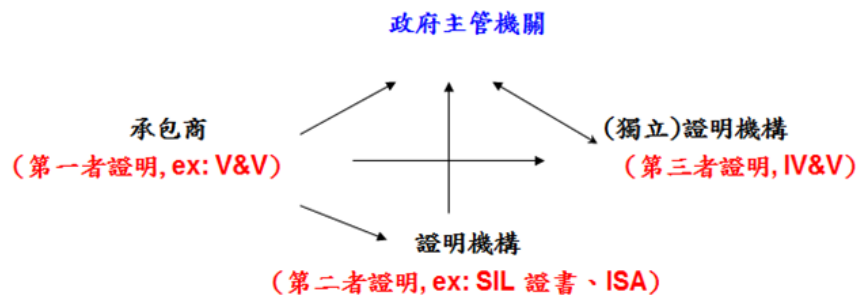 政府主管機關
承包商
(第一者證明, ex: V&V)
(獨立)證明機構
(第三者證明, IV&V)
證明機構
(第二者證明, ex: SIL 證書、ISA)